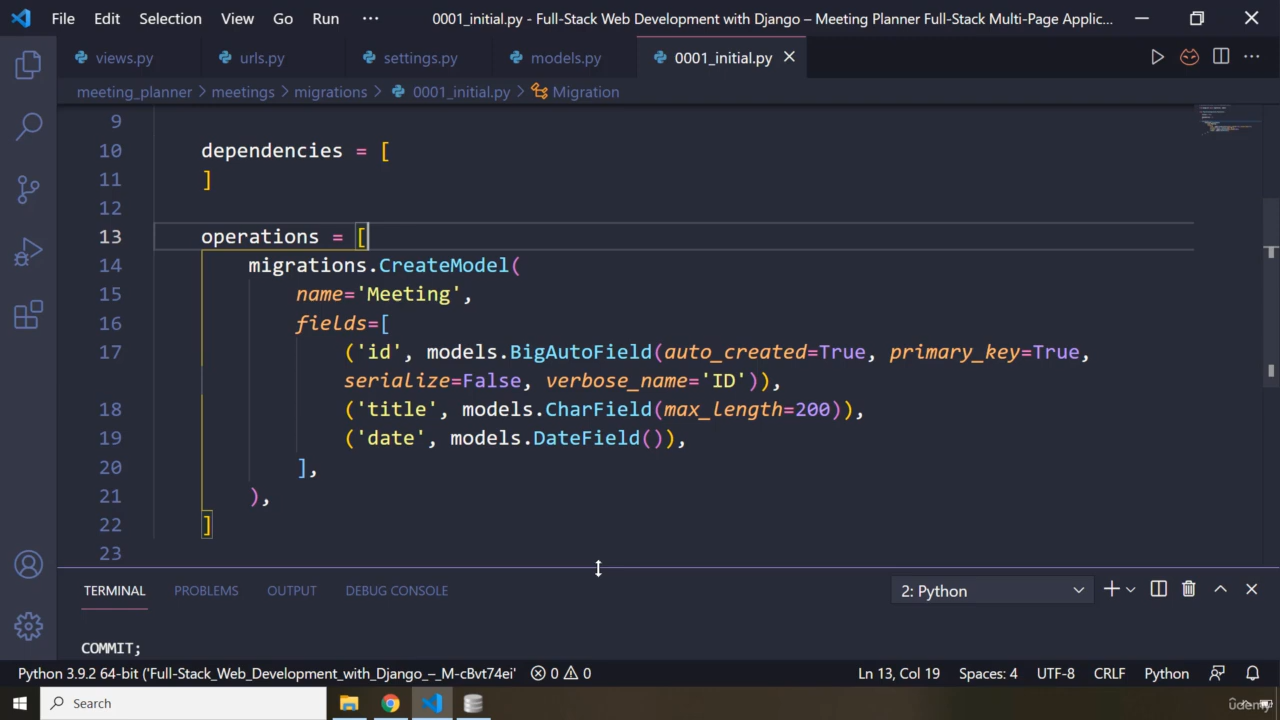 File Edit Selection View Go Run ··· 0001_initial.py - Full-Stack Web Development with Django – Meeting Planner Full-Stack Multi-Page Applic...
views.py urls.py settings.py models.py 0001_initial.py
meeting_planner > meetings > migrations > 0001_initial.py > Migration
9
10 dependencies = [
11 ]
12
13 operations = [
14 migrations.CreateModel(
15 name='Meeting',
16 fields=[
17 ('id', models.BigAutoField(auto_created=True, primary_key=True,
serialize=False, verbose_name='ID')),
18 ('title', models.CharField(max_length=200)),
19 ('date', models.DateField()),
20 ],
21 ),
22 ]
23
TERMINAL PROBLEMS OUTPUT DEBUG CONSOLE 2: Python
COMMIT;
Python 3.9.2 64-bit ('Full-Stack_Web_Development_with_Django_–_M-cBvt74ei' 0 0 Ln 13, Col 19 Spaces: 4 UTF-8 CRLF Python
Search
udemy